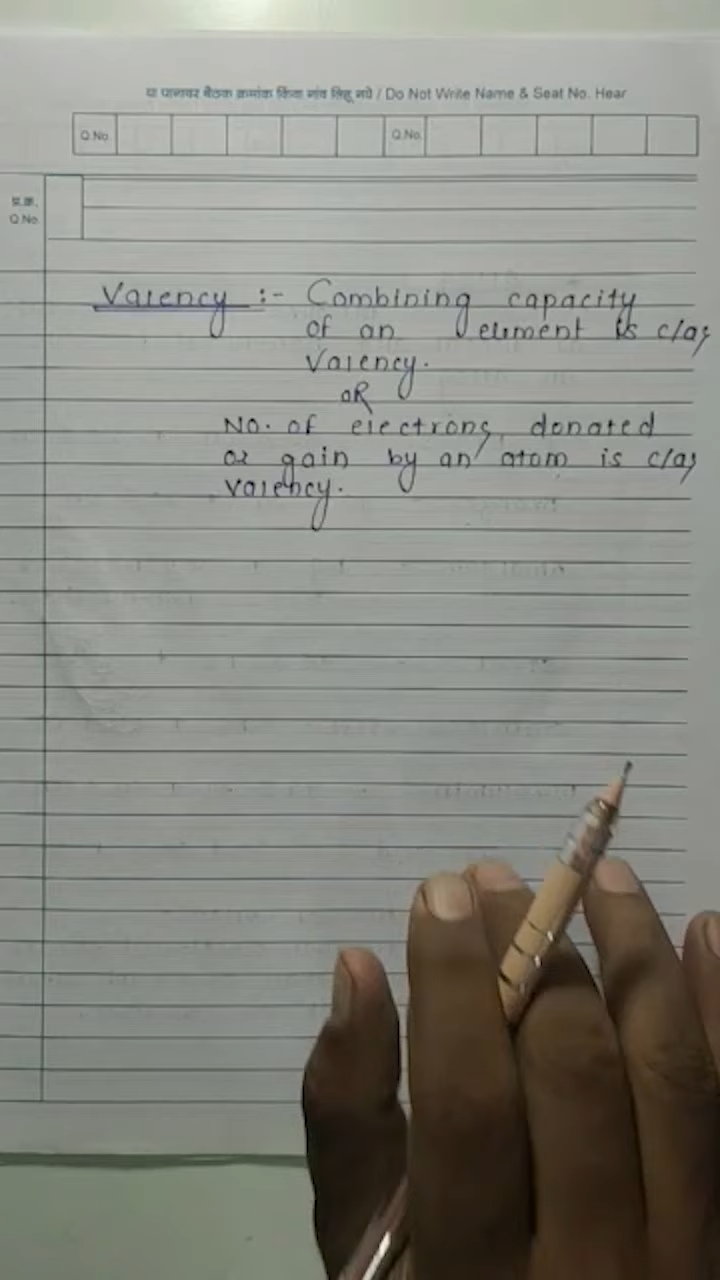 या पानावर बैठक क्रमांक किंवा नांव लिहू नये / Do Not Write Name & Seat No. Hear
Q.No. Q.No.
प्र.क्र.
Q.No.
Valency :- Combining capacity
of an element is c/as
Valency.
OR
No. of electrons donated
or gain by an atom is c/as
valency.